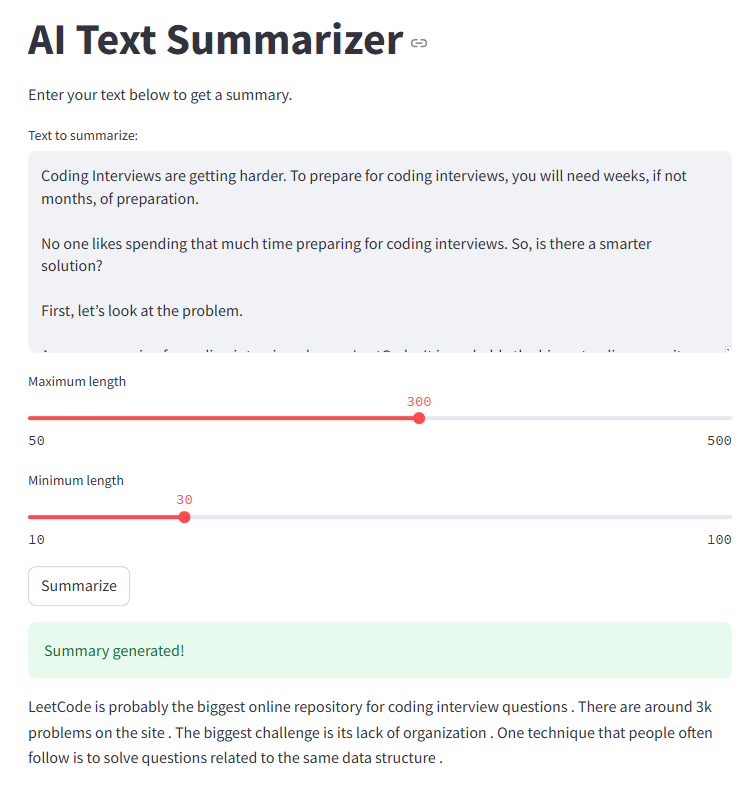 AI Text Summarizer
Enter your text below to get a summary.
Text to summarize:
Coding Interviews are getting harder. To prepare for coding interviews, you will need weeks, if not
months, of preparation.
No one likes spending that much time preparing for coding interviews. So, is there a smarter
solution?
First, let’s look at the problem.
Maximum length
300
50 500
Minimum length
30
10 100
Summarize
Summary generated!
LeetCode is probably the biggest online repository for coding interview questions . There are around 3k
problems on the site . The biggest challenge is its lack of organization . One technique that people often
follow is to solve questions related to the same data structure .